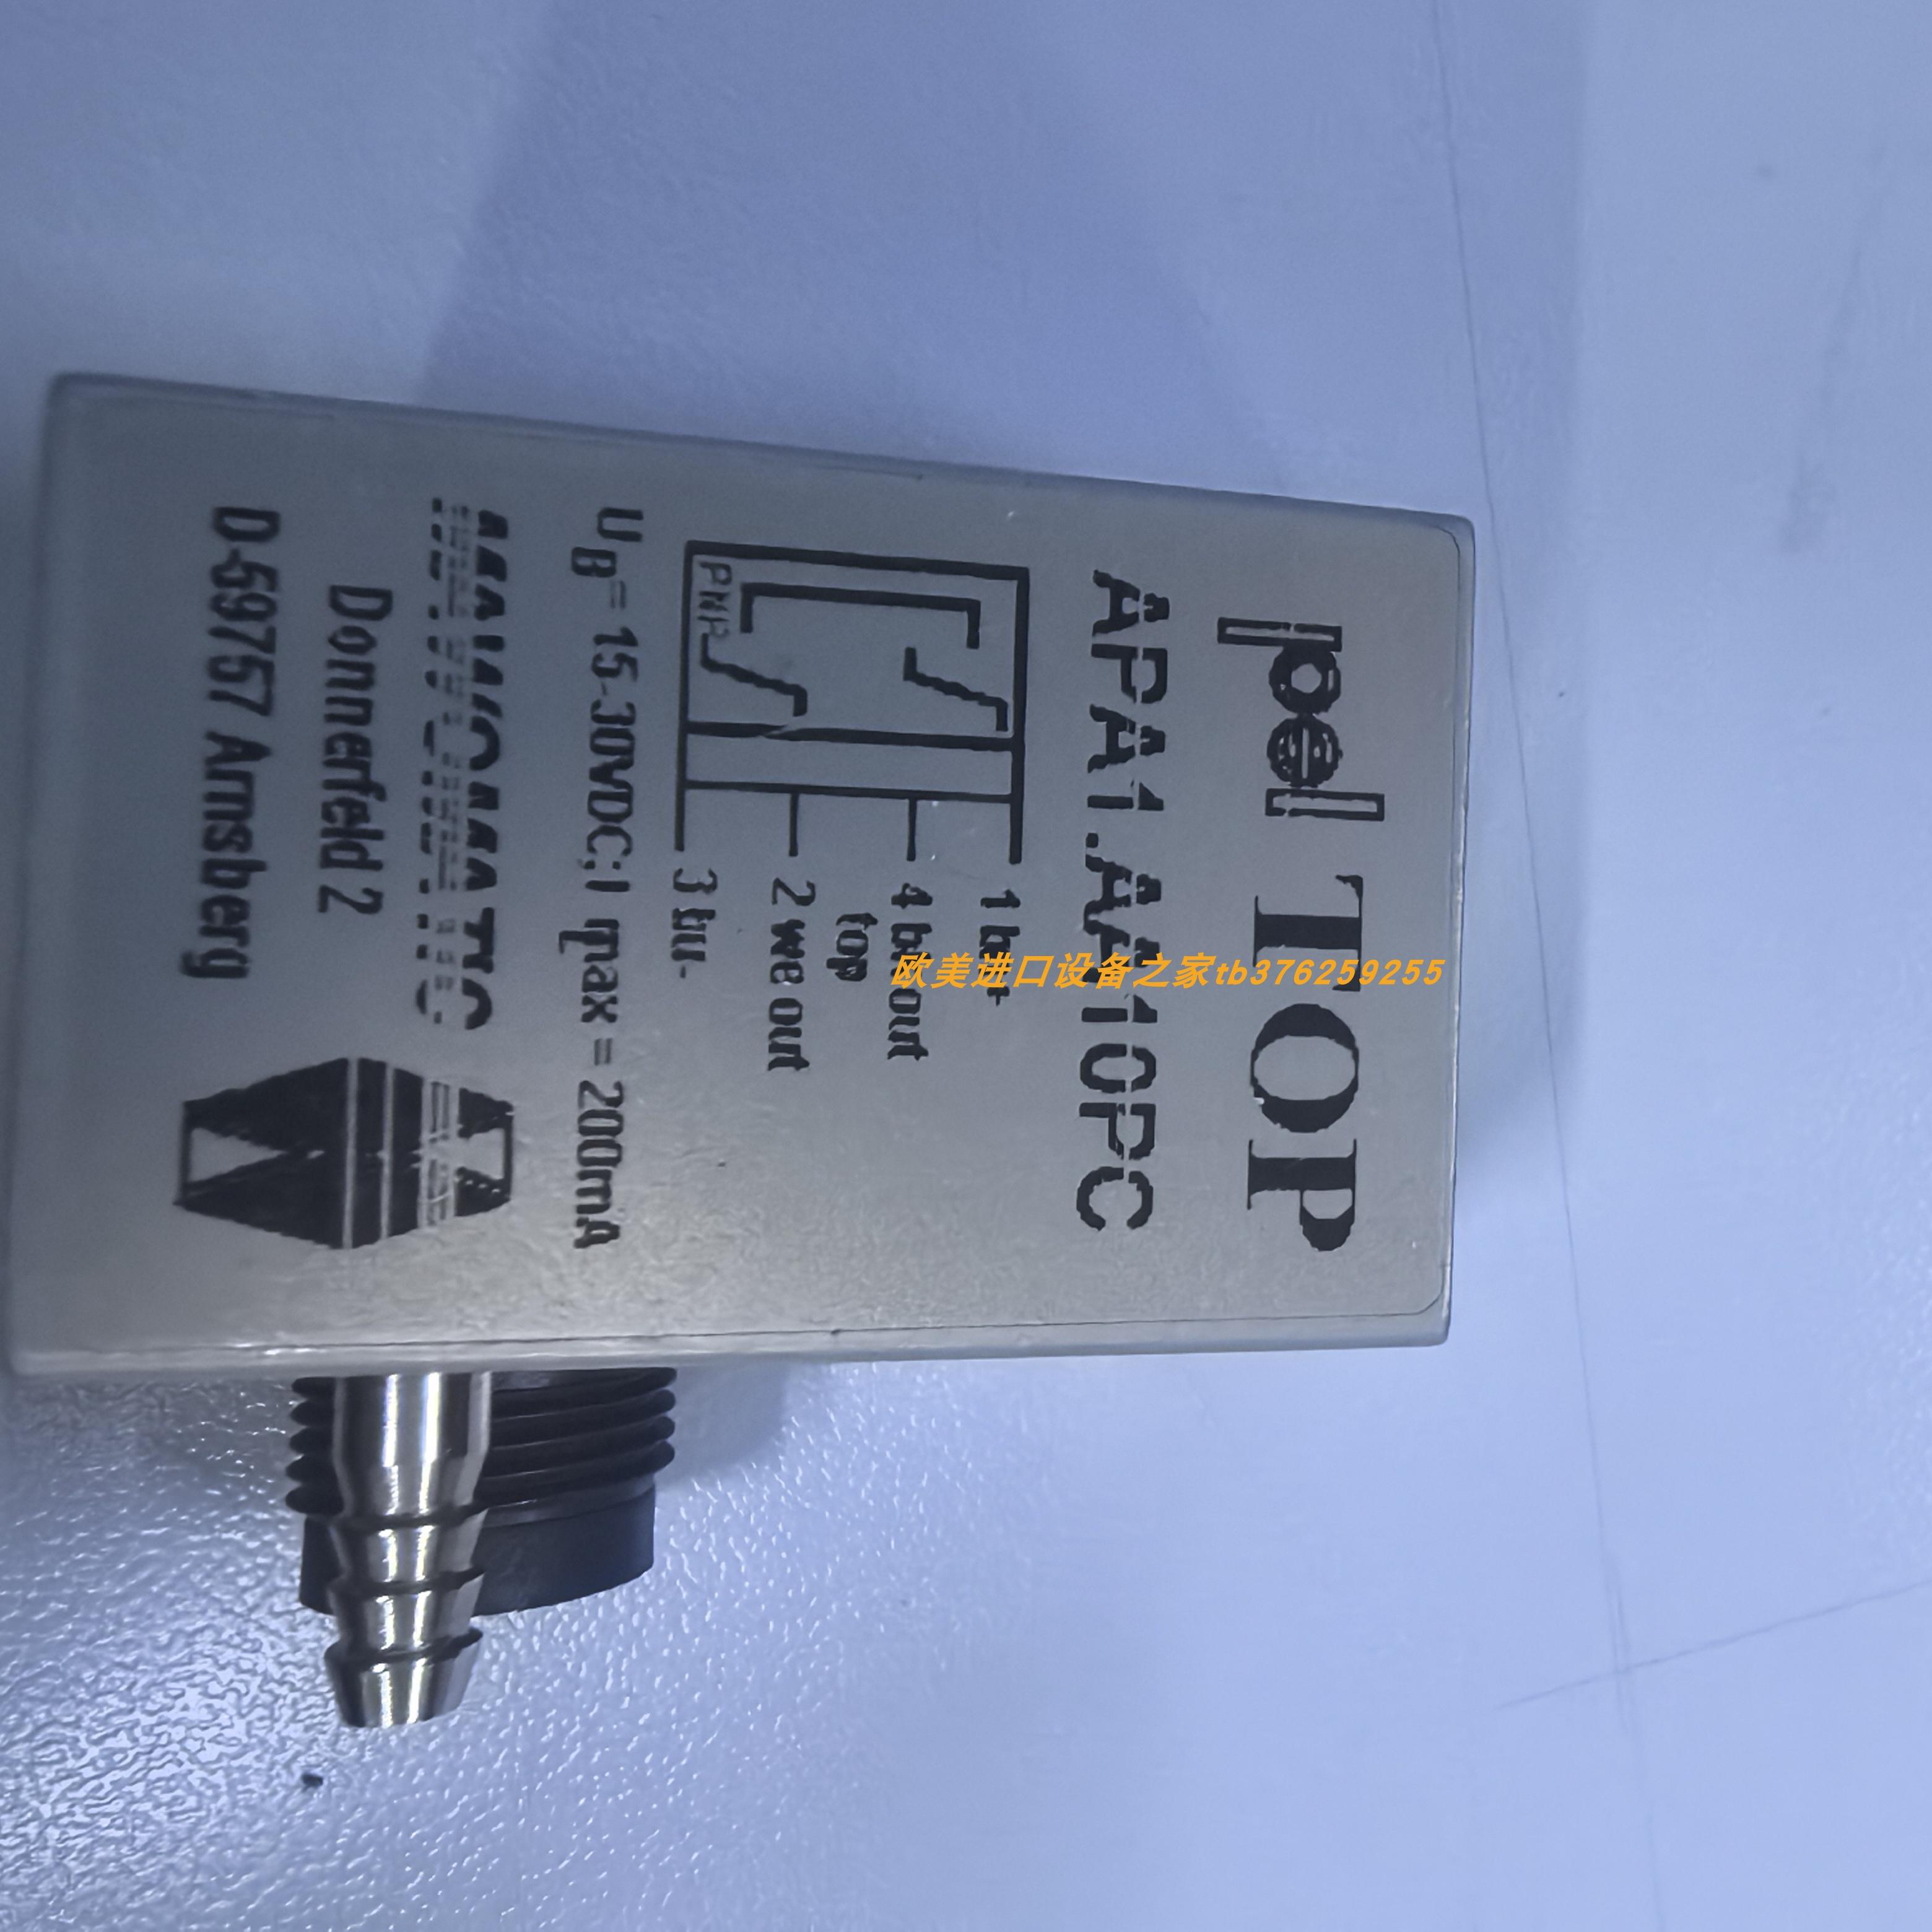 pel TOP
APA1.AA10PC
1 br +
4 bl out
top
2 we out
3 bu -
PNP
UB= 15-30VDC; I max = 200mA
MAIKOMATIC
Donnerfeld 2
D-59757 Arnsberg
欧美进口设备之家tb376259255